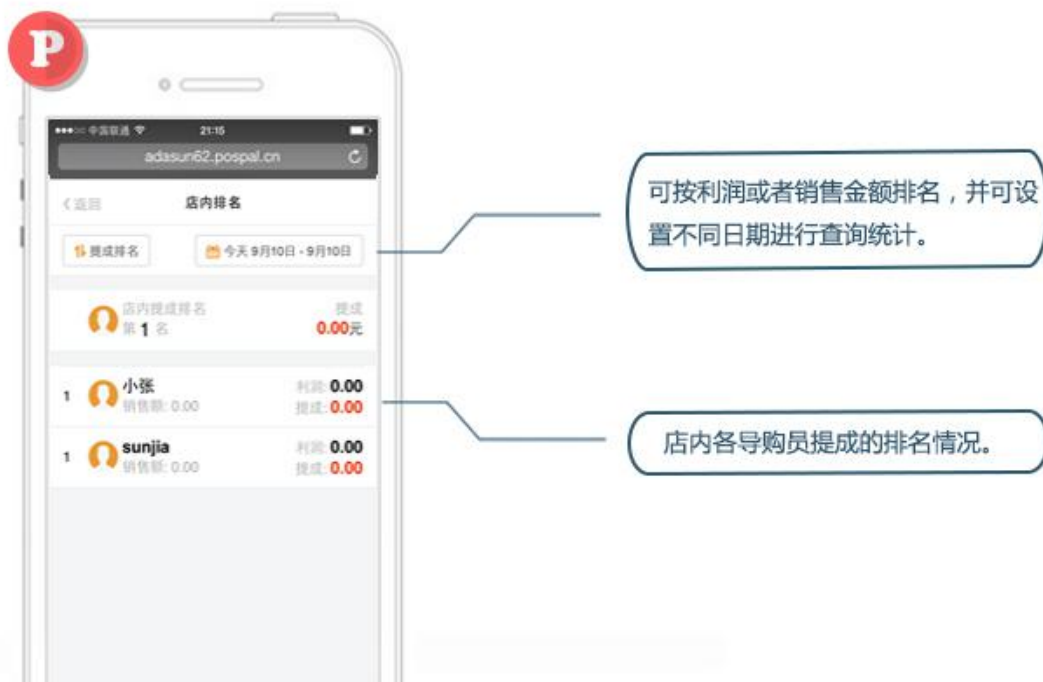 P
中国联通 21:15
adasun62.pospal.cn
返回 店内排名
提成排名 今天 9月10日 - 9月10日
店内提成排名 提成
第 1 名 0.00元
1 小张 利润: 0.00
销售额: 0.00 提成: 0.00
1 sunjia 利润: 0.00
销售额: 0.00 提成: 0.00
可按利润或者销售金额排名，并可设
置不同日期进行查询统计。
店内各导购员提成的排名情况。